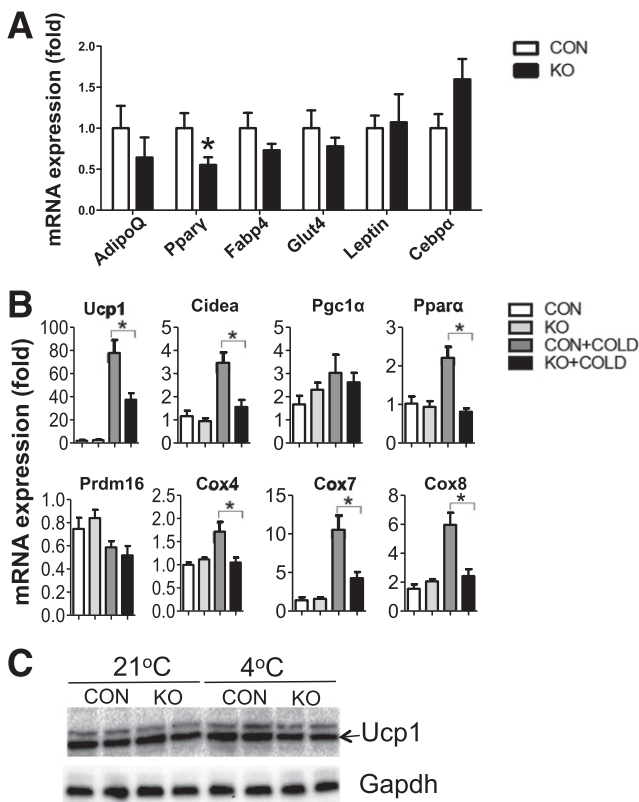 A
mRNA expression (fold)
2.0
1.5
1.0
0.5
0.0
*
AdipoQ
Pparγ
Fabp4
Glut4
Leptin
Cebpα
CON
KO
B
mRNA expression (fold)
Ucp1
100
80
60
40
20
0
*
Cidea
5
4
3
2
1
0
*
Pgc1α
5
4
3
2
1
0
Pparα
3
2
1
0
*
CON
KO
CON+COLD
KO+COLD
Prdm16
1.0
0.8
0.6
0.4
0.2
0.0
Cox4
2.5
2.0
1.5
1.0
0.5
0.0
*
Cox7
15
10
5
0
*
Cox8
8
6
4
2
0
*
C
21°C 4°C
CON KO CON KO
Ucp1
Gapdh